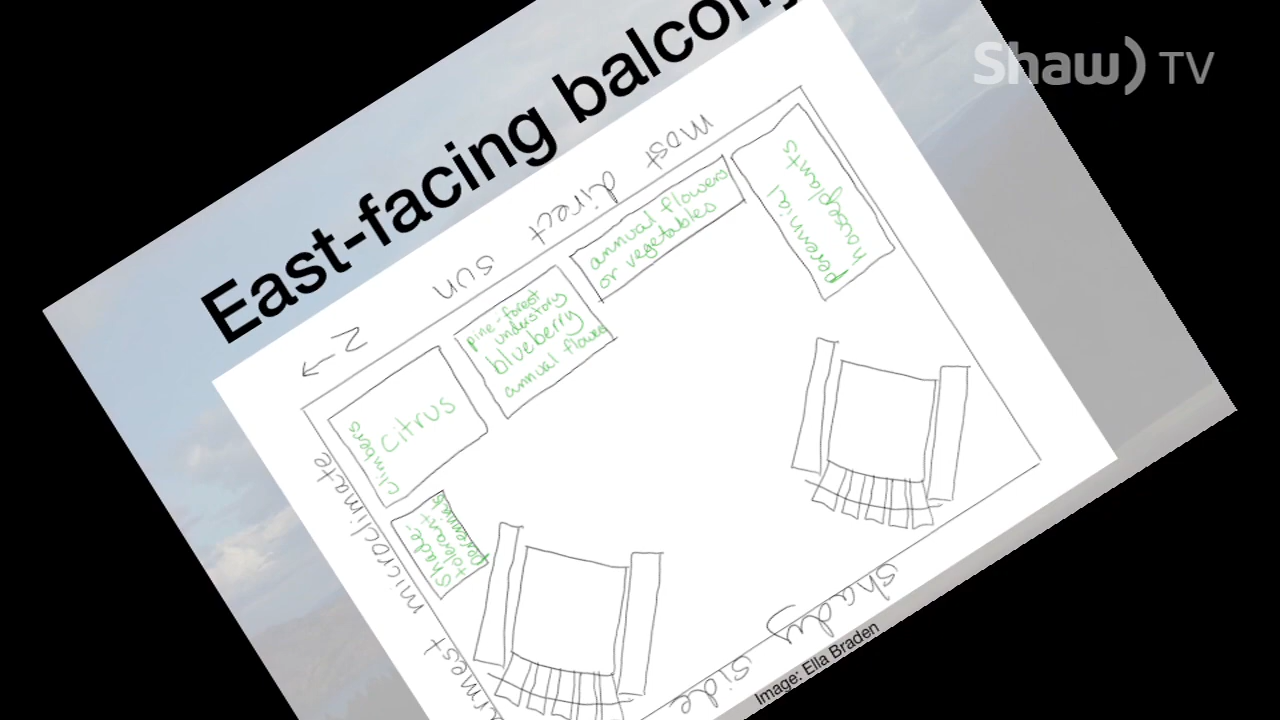 Shaw) TV
East-facing balcony
most direct sun
N
perennial
houseplants
annual flowers
or vegetables
pine-forest
understory
blueberry
annual flowers
citrus
climbers
shade-
tolerant
perennials
microclimate
shady side
Image: Ella Braden